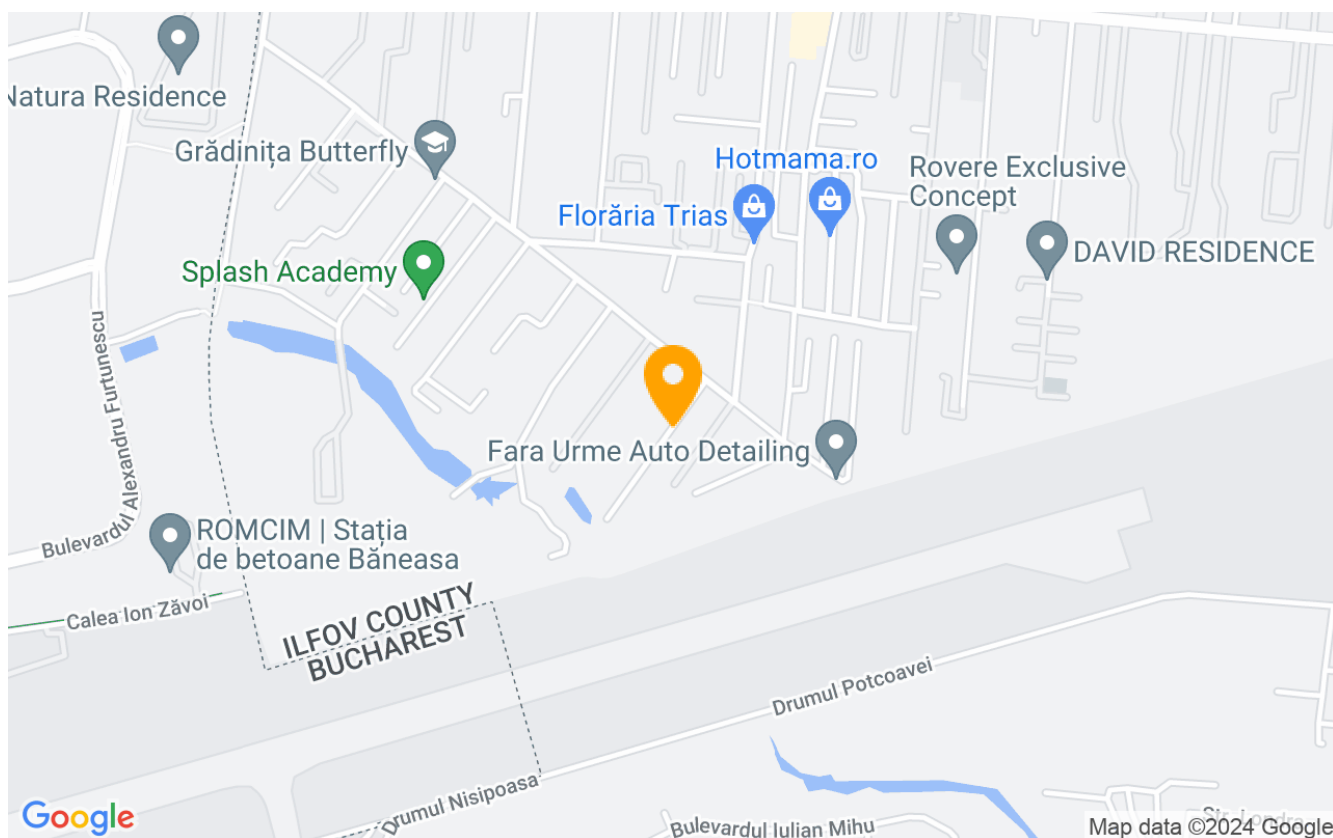 Natura Residence
Grădinița Butterfly
Hotmama.ro
Rovere Exclusive
Concept
Florăria Trias
DAVID RESIDENCE
Splash Academy
Bulevardul Alexandru Furtunescu
Fara Urme Auto Detailing
ROMCIM | Stația
de betoane Băneasa
Calea Ion Zăvoi
ILFOV COUNTY
BUCHAREST
Drumul Potcoavei
Drumul Nisipoasa
Google
Bulevardul Iulian Mihu
Map data ©2024 Google